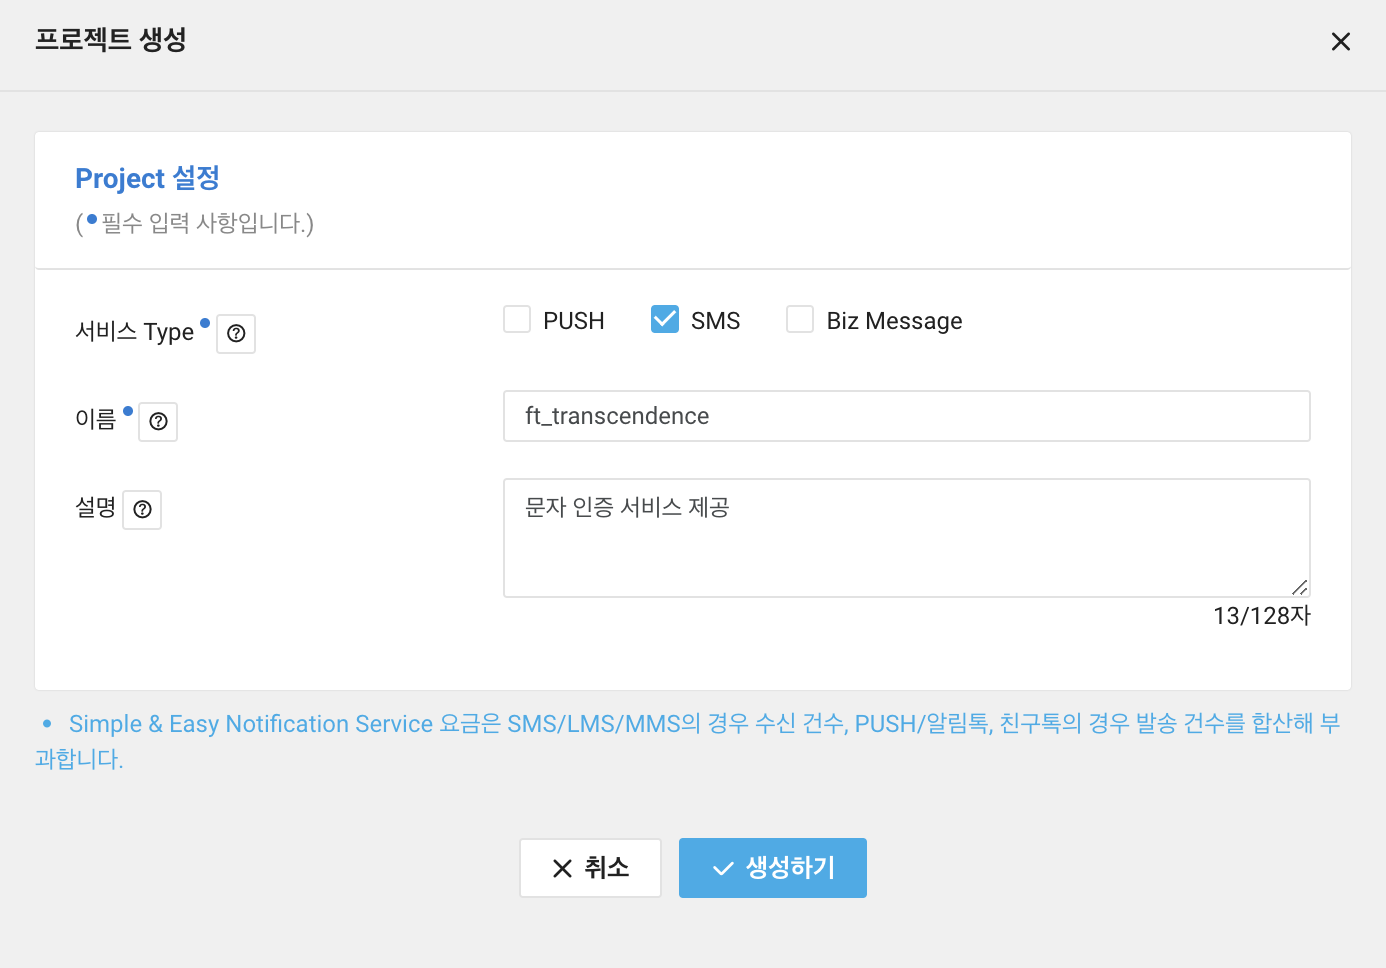 프로젝트 생성
Project 설정
(•필수 입력 사항입니다.)
서비스 Type
PUSH
SMS
Biz Message
이름
ft_transcendence
설명
문자 인증 서비스 제공
13/128자
• Simple & Easy Notification Service 요금은 SMS/LMS/MMS의 경우 수신 건수, PUSH/알림톡, 친구톡의 경우 발송 건수를 합산해 부
과합니다.
취소
생성하기